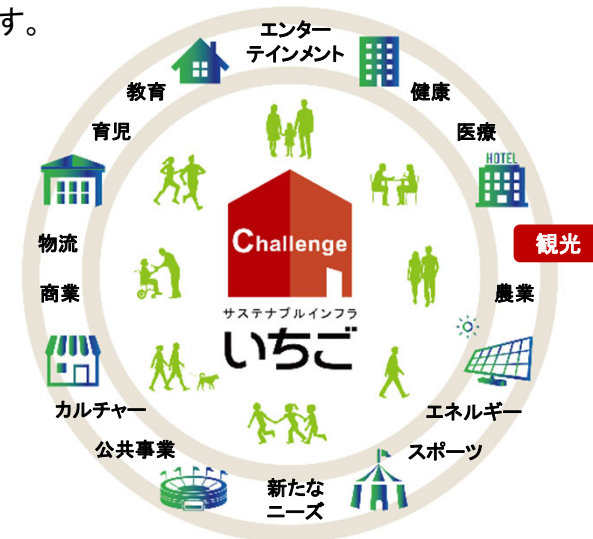 す。
エンター
テインメント
教育
健康
育児
医療
HOTEL
物流
Challenge
観光
商業
農業
サステナブルインフラ
いちご
カルチャー
エネルギー
公共事業
スポーツ
新たな
ニーズ